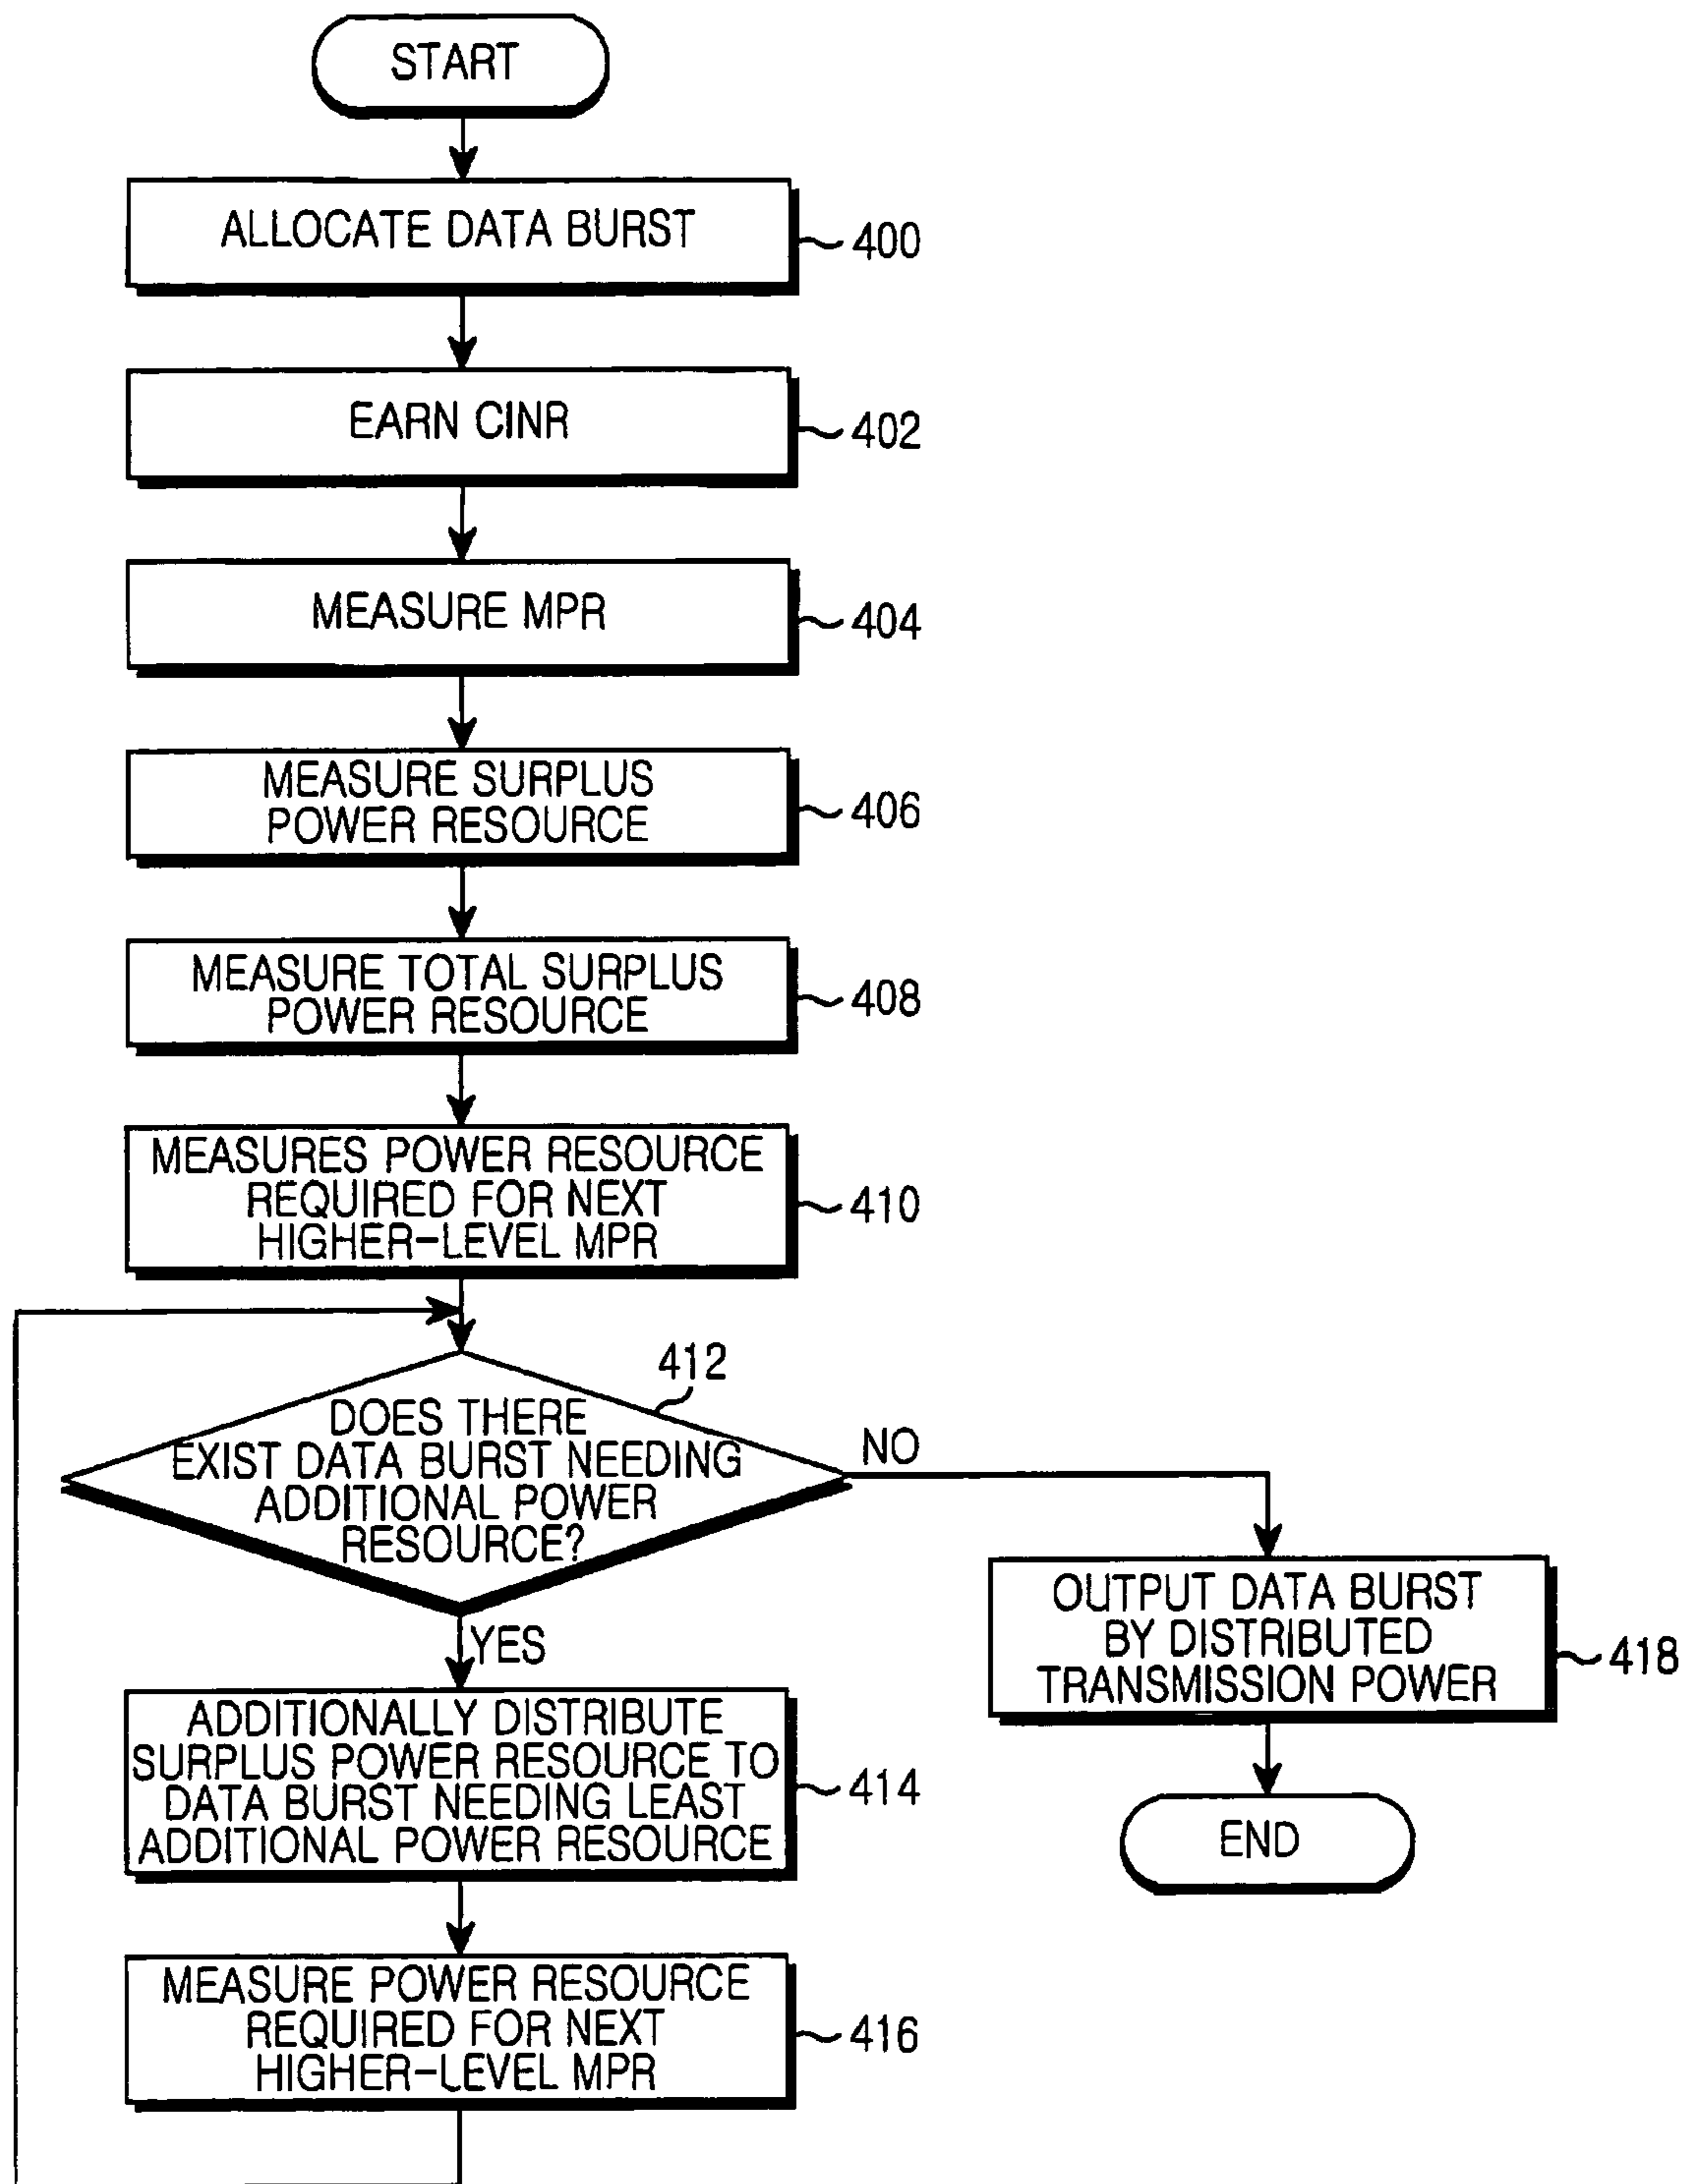 START
ALLOCATE DATA BURST
400
EARN CINR
402
MEASURE MPR
404
MEASURE SURPLUS
POWER RESOURCE
406
MEASURE TOTAL SURPLUS
POWER RESOURCE
408
MEASURES POWER RESOURCE
REQUIRED FOR NEXT
HIGHER-LEVEL MPR
410
412
DOES THERE
EXIST DATA BURST NEEDING
ADDITIONAL POWER
RESOURCE?
NO
YES
OUTPUT DATA BURST
BY DISTRIBUTED
TRANSMISSION POWER
418
ADDITIONALLY DISTRIBUTE
SURPLUS POWER RESOURCE TO
DATA BURST NEEDING LEAST
ADDITIONAL POWER RESOURCE
414
END
MEASURE POWER RESOURCE
REQUIRED FOR NEXT
HIGHER-LEVEL MPR
416